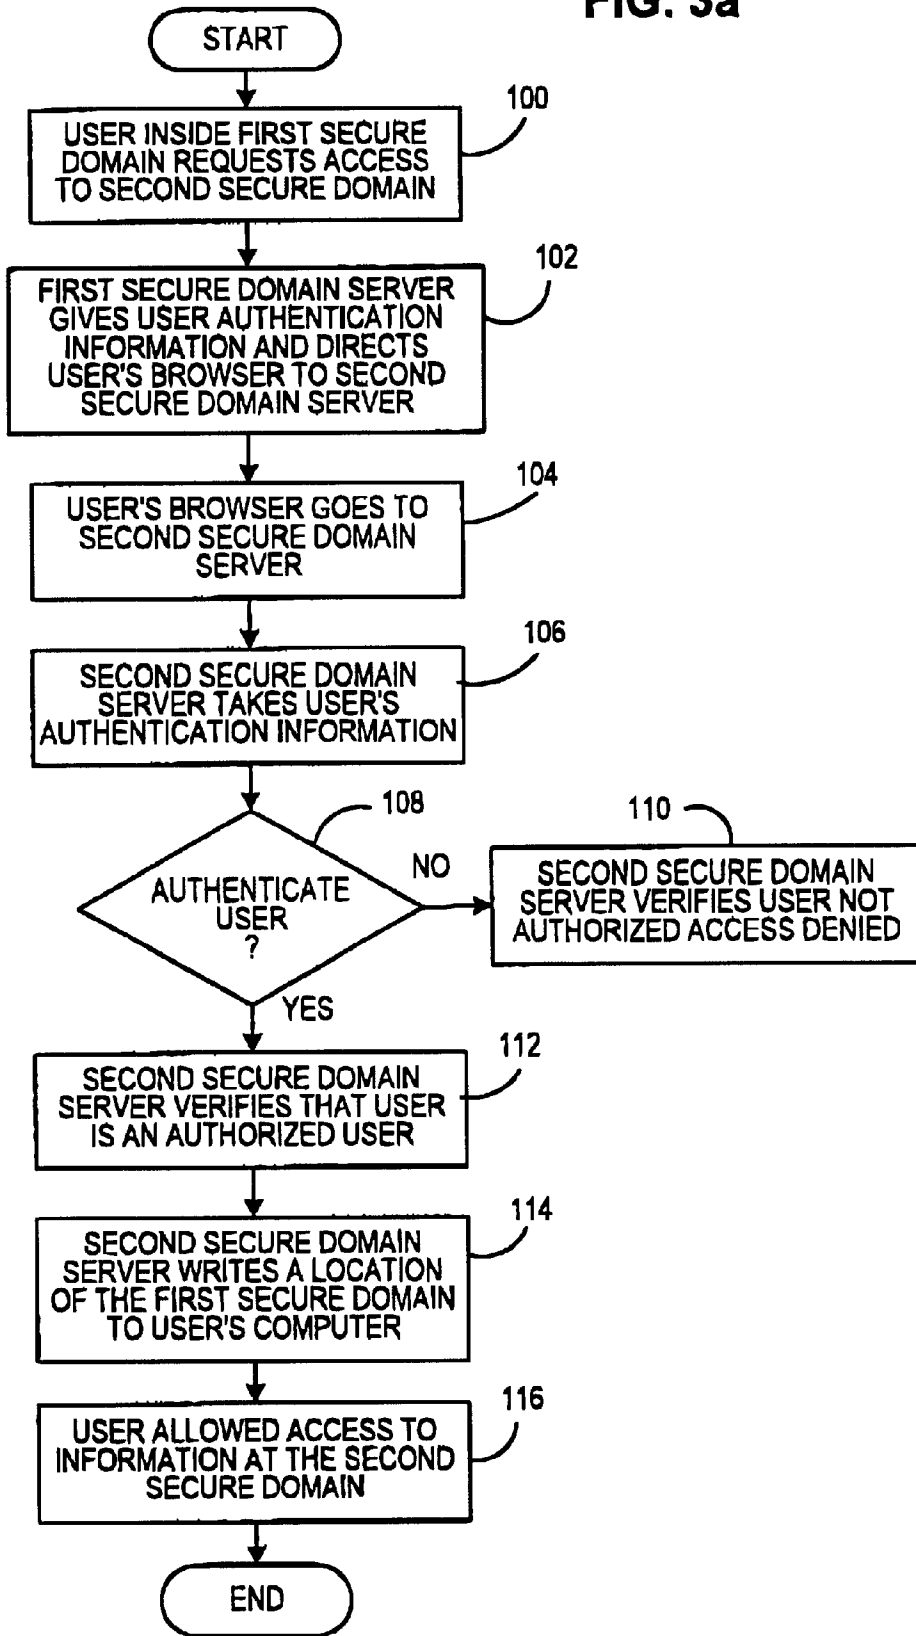 FIG. 3a
START
100
USER INSIDE FIRST SECURE
DOMAIN REQUESTS ACCESS
TO SECOND SECURE DOMAIN
102
FIRST SECURE DOMAIN SERVER
GIVES USER AUTHENTICATION
INFORMATION AND DIRECTS
USER'S BROWSER TO SECOND
SECURE DOMAIN SERVER
104
USER'S BROWSER GOES TO
SECOND SECURE DOMAIN
SERVER
106
SECOND SECURE DOMAIN
SERVER TAKES USER'S
AUTHENTICATION INFORMATION
108
AUTHENTICATE
USER
?
NO
110
SECOND SECURE DOMAIN
SERVER VERIFIES USER NOT
AUTHORIZED ACCESS DENIED
YES
112
SECOND SECURE DOMAIN
SERVER VERIFIES THAT USER
IS AN AUTHORIZED USER
114
SECOND SECURE DOMAIN
SERVER WRITES A LOCATION
OF THE FIRST SECURE DOMAIN
TO USER'S COMPUTER
116
USER ALLOWED ACCESS TO
INFORMATION AT THE SECOND
SECURE DOMAIN
END